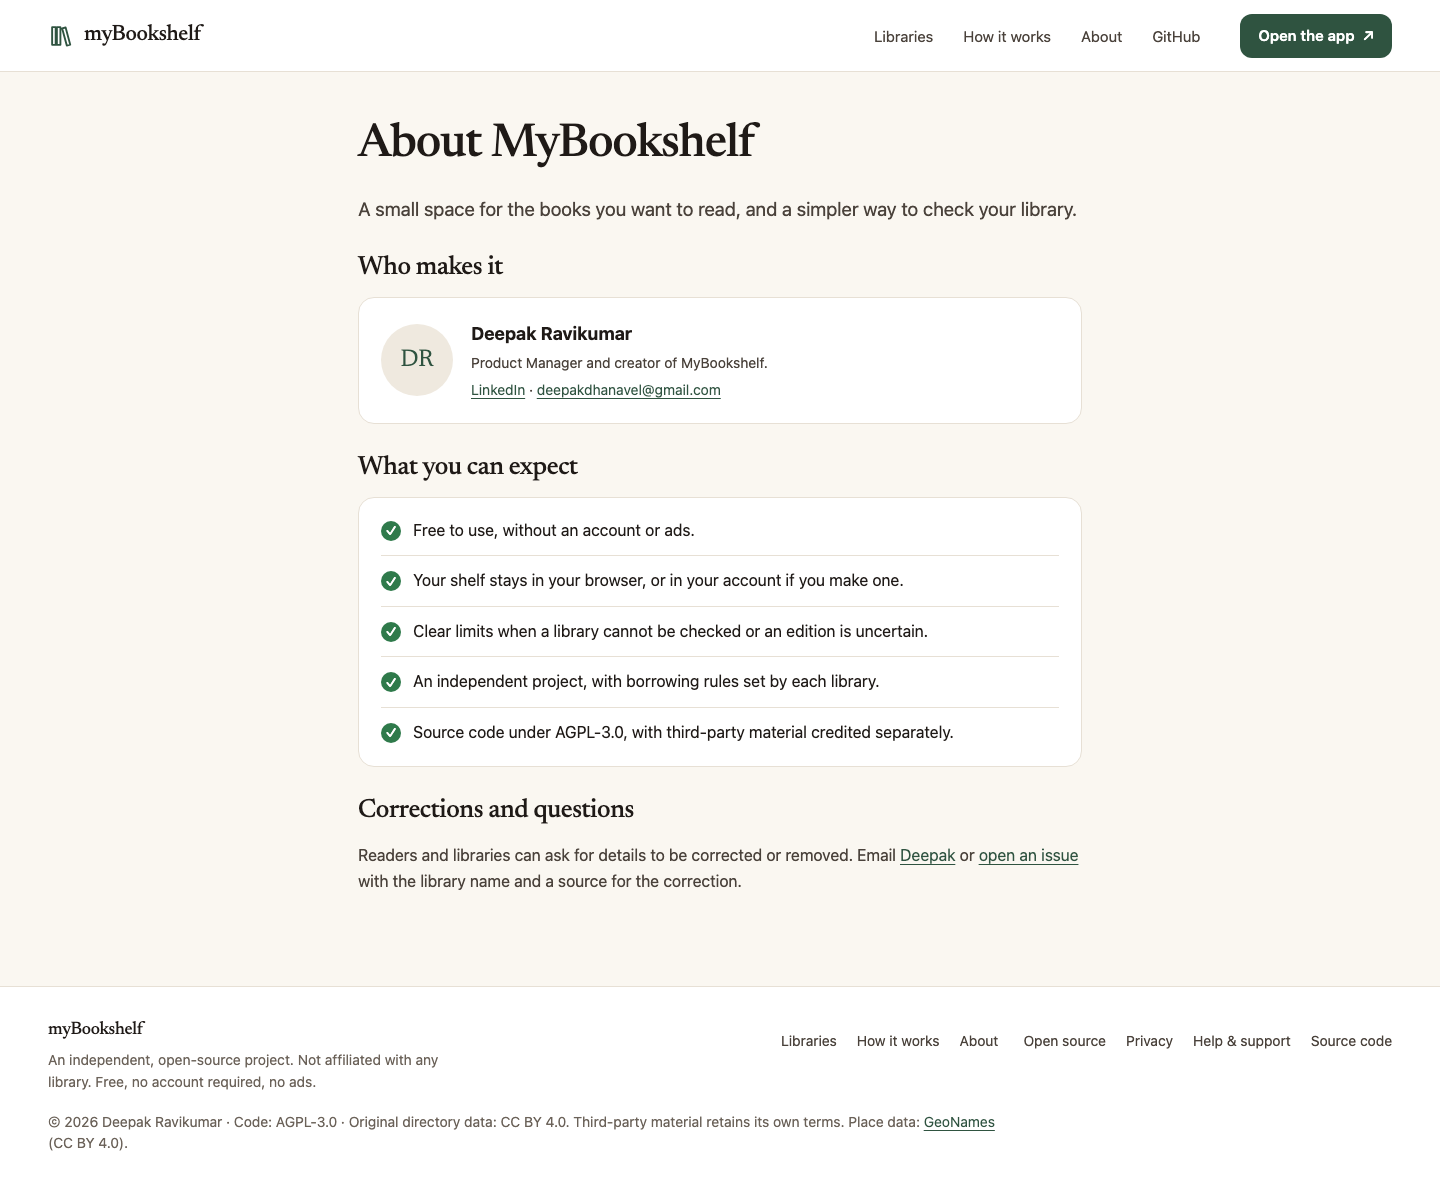 myBookshelf
Libraries
How it works
About
GitHub
Open the app
About MyBookshelf
A small space for the books you want to read, and a simpler way to check your library.
Who makes it
DR
Deepak Ravikumar
Product Manager and creator of MyBookshelf.
LinkedIn · deepakdhanavel@gmail.com
What you can expect
Free to use, without an account or ads.
Your shelf stays in your browser, or in your account if you make one.
Clear limits when a library cannot be checked or an edition is uncertain.
An independent project, with borrowing rules set by each library.
Source code under AGPL-3.0, with third-party material credited separately.
Corrections and questions
Readers and libraries can ask for details to be corrected or removed. Email Deepak or open an issue
with the library name and a source for the correction.
myBookshelf
An independent, open-source project. Not affiliated with any
library. Free, no account required, no ads.
Libraries
How it works
About
Open source
Privacy
Help & support
Source code
© 2026 Deepak Ravikumar · Code: AGPL-3.0 · Original directory data: CC BY 4.0. Third-party material retains its own terms. Place data: GeoNames
(CC BY 4.0).